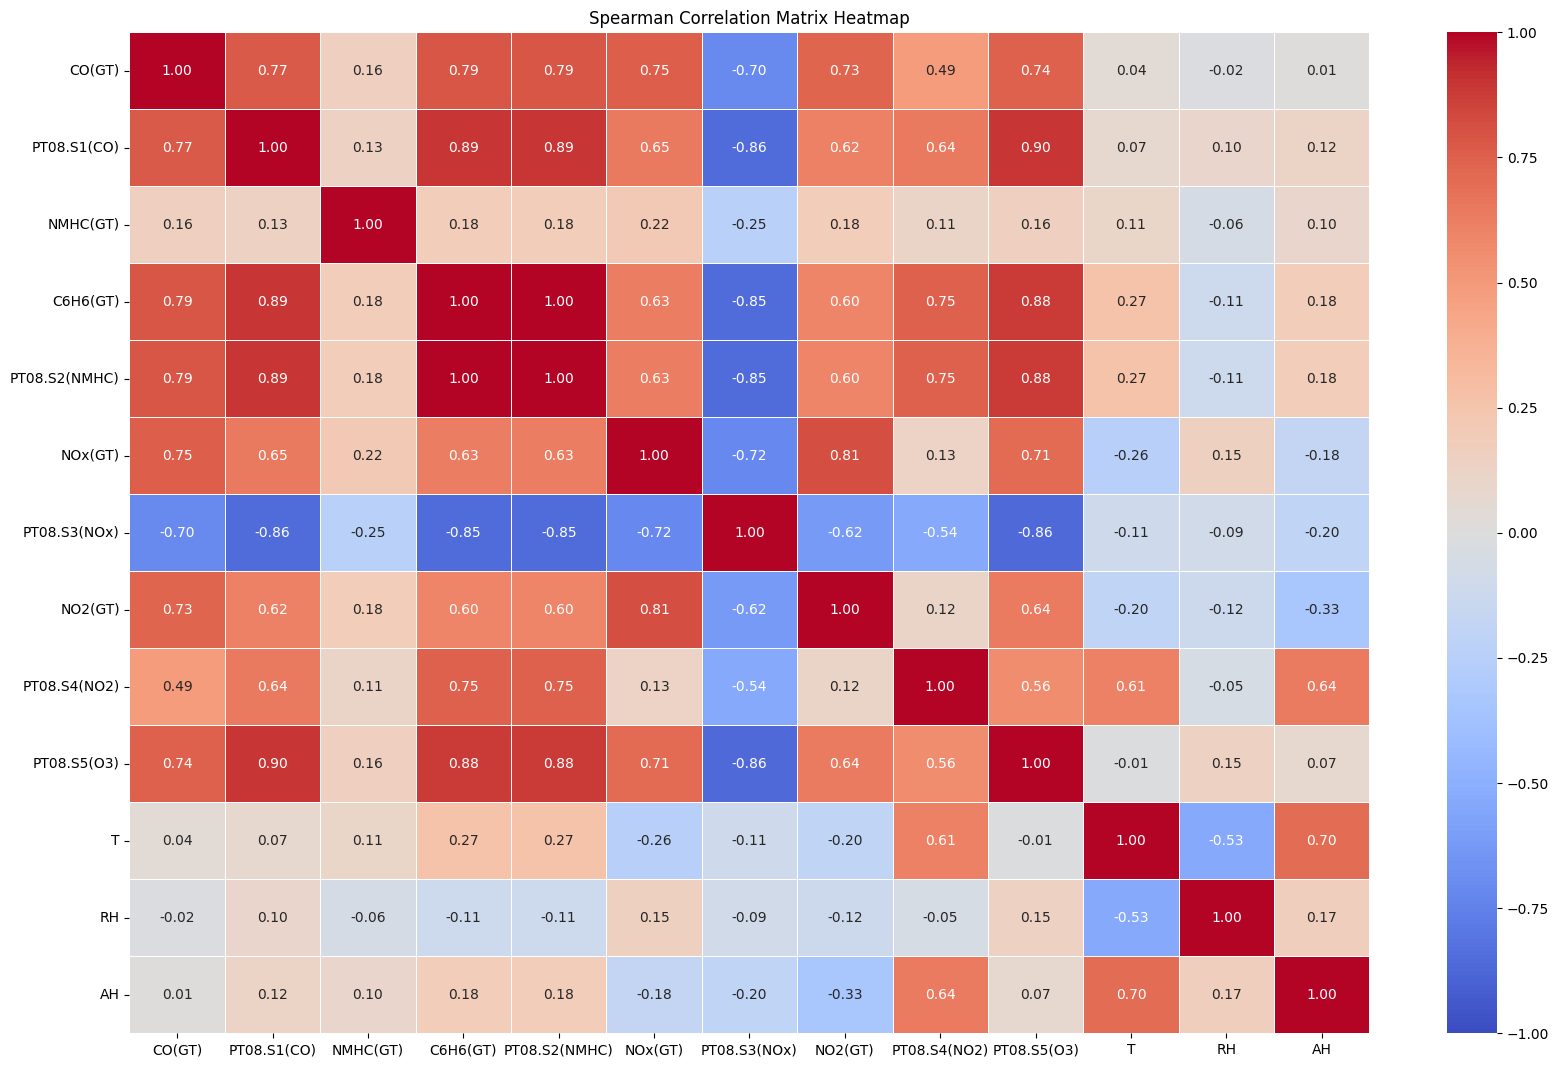 Spearman Correlation Matrix Heatmap
CO(GT) 1.00 0.77 0.16 0.79 0.79 0.75 -0.70 0.73 0.49 0.74 0.04 -0.02 0.01
PT08.S1(CO) 0.77 1.00 0.13 0.89 0.89 0.65 -0.86 0.62 0.64 0.90 0.07 0.10 0.12
NMHC(GT) 0.16 0.13 1.00 0.18 0.18 0.22 -0.25 0.18 0.11 0.16 0.11 -0.06 0.10
C6H6(GT) 0.79 0.89 0.18 1.00 1.00 0.63 -0.85 0.60 0.75 0.88 0.27 -0.11 0.18
PT08.S2(NMHC) 0.79 0.89 0.18 1.00 1.00 0.63 -0.85 0.60 0.75 0.88 0.27 -0.11 0.18
NOx(GT) 0.75 0.65 0.22 0.63 0.63 1.00 -0.72 0.81 0.13 0.71 -0.26 0.15 -0.18
PT08.S3(NOx) -0.70 -0.86 -0.25 -0.85 -0.85 -0.72 1.00 -0.62 -0.54 -0.86 -0.11 -0.09 -0.20
NO2(GT) 0.73 0.62 0.18 0.60 0.60 0.81 -0.62 1.00 0.12 0.64 -0.20 -0.12 -0.33
PT08.S4(NO2) 0.49 0.64 0.11 0.75 0.75 0.13 -0.54 0.12 1.00 0.56 0.61 -0.05 0.64
PT08.S5(O3) 0.74 0.90 0.16 0.88 0.88 0.71 -0.86 0.64 0.56 1.00 -0.01 0.15 0.07
T 0.04 0.07 0.11 0.27 0.27 -0.26 -0.11 -0.20 0.61 -0.01 1.00 -0.53 0.70
RH -0.02 0.10 -0.06 -0.11 -0.11 0.15 -0.09 -0.12 -0.05 0.15 -0.53 1.00 0.17
AH 0.01 0.12 0.10 0.18 0.18 -0.18 -0.20 -0.33 0.64 0.07 0.70 0.17 1.00
CO(GT) PT08.S1(CO) NMHC(GT) C6H6(GT) PT08.S2(NMHC) NOx(GT) PT08.S3(NOx) NO2(GT) PT08.S4(NO2) PT08.S5(O3) T RH AH
1.00
0.75
0.50
0.25
0.00
−0.25
−0.50
−0.75
−1.00